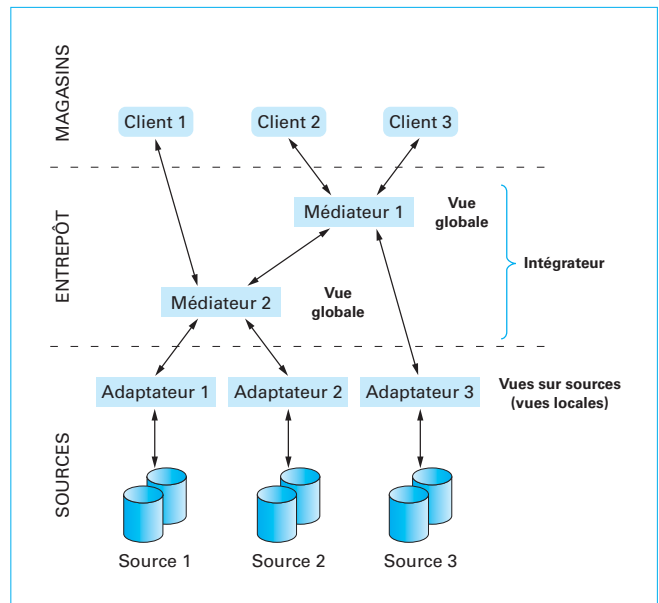 MAGASINS
Client 1
Client 2
Client 3
ENTREPÔT
Médiateur 1
Vue
globale
Intégrateur
Médiateur 2
Vue
globale
SOURCES
Adaptateur 1
Adaptateur 2
Adaptateur 3
Vues sur sources
(vues locales)
Source 1
Source 2
Source 3